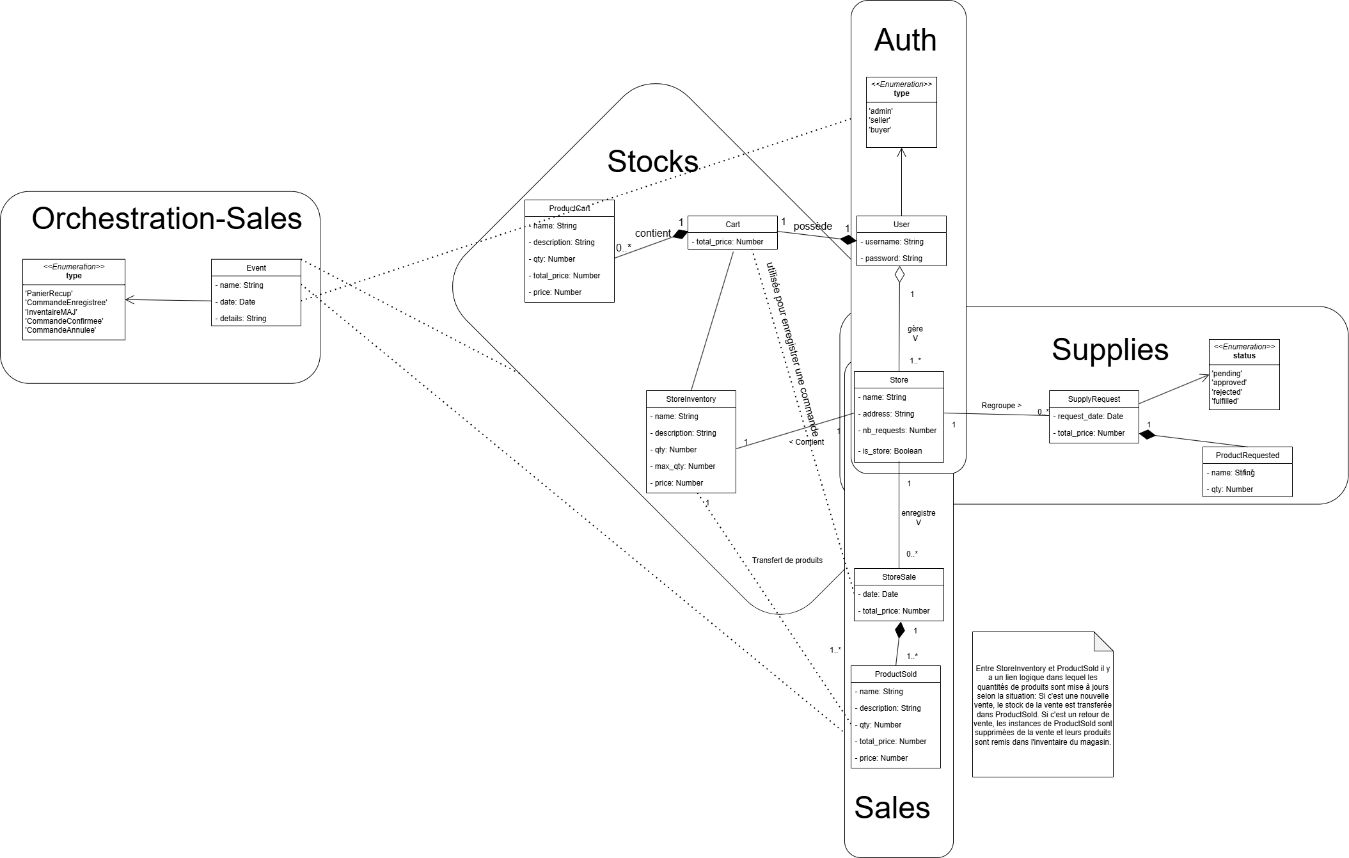 Auth
<<Enumeration>>
type
'admin'
'seller'
'buyer'
Stocks
Orchestration-Sales
<<Enumeration>>
type
'PanierRecup'
'CommandeEnregistree'
'InventaireMAJ'
'CommandeConfirmee'
'CommandeAnnulee'
Event
- name: String
- date: Date
- details: String
ProductCart
- name: String
- description: String
- qty: Number
- total_price: Number
- price: Number
0..*
contient
1
Cart
- total_price: Number
1
possède
1
User
- username: String
- password: String
1
gère
V
1..*
utilisée pour enregistrer une commande
Supplies
<<Enumeration>>
status
'pending'
'approved'
'rejected'
'fulfilled'
Store
- name: String
- address: String
- nb_requests: Number
- is_store: Boolean
1
Regroupe >
0..*
SupplyRequest
- request_date: Date
- total_price: Number
1
ProductRequested
- name: String
- qty: Number
StoreInventory
- name: String
- description: String
- qty: Number
- max_qty: Number
- price: Number
1
< Contient
1
1
enregistre
V
0..*
1
Transfert de produits
1..*
StoreSale
- date: Date
- total_price: Number
1
1..*
ProductSold
- name: String
- description: String
- qty: Number
- total_price: Number
- price: Number
Sales
Entre StoreInventory et ProductSold il y
a un lien logique dans lequel les
quantités de produits sont mise à jours
selon la situation: Si c'est une nouvelle
vente, le stock de la vente est transferée
dans ProductSold. Si c'est un retour de
vente, les instances de ProductSold sont
supprimées de la vente et leurs produits
sont remis dans l'inventaire du magasin.